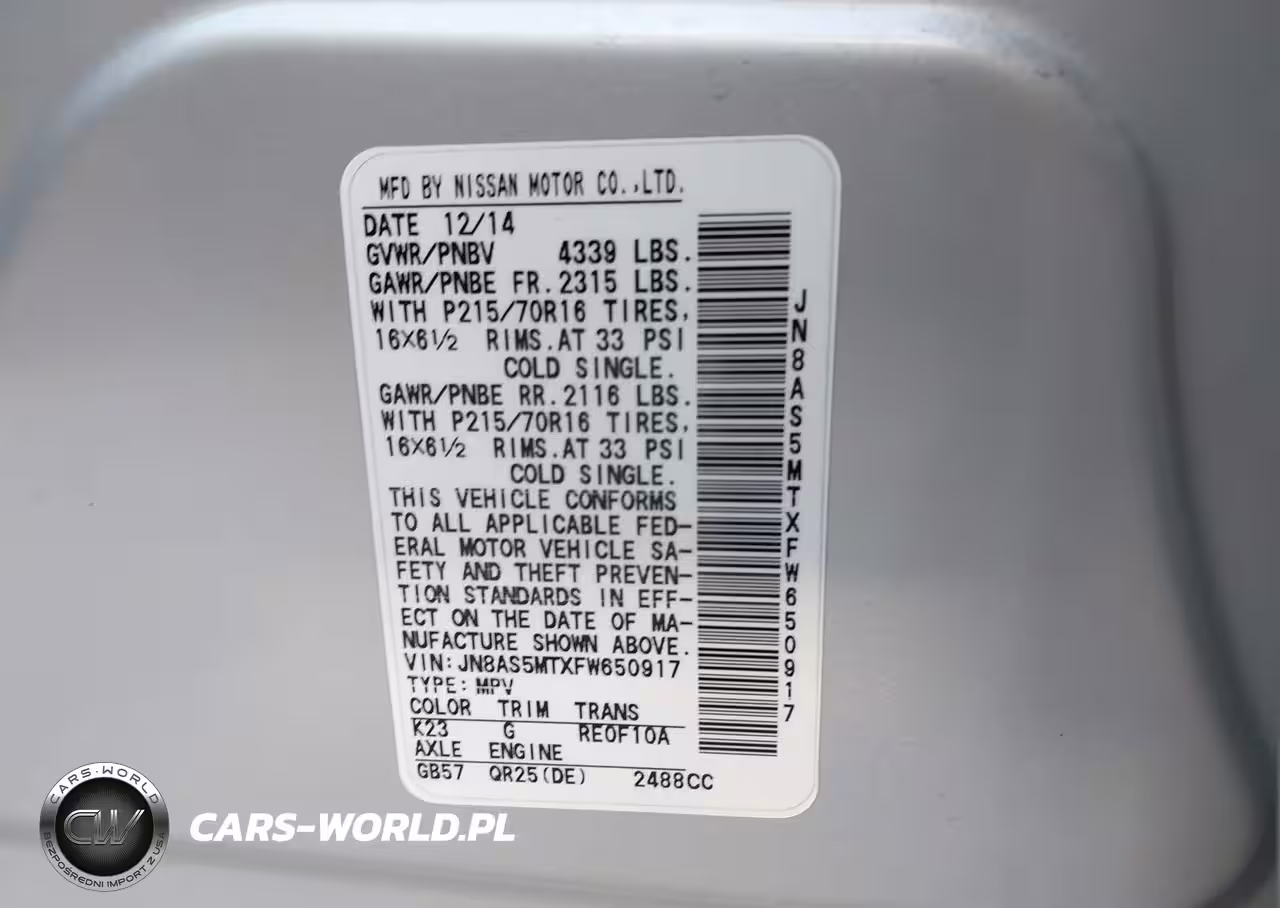 MFD BY NISSAN MOTOR CO.,LTD.
DATE 12/14
GVWR/PNBV 4339 LBS.
GAWR/PNBE FR. 2315 LBS.
WITH P215/70R16 TIRES,
16X6½ RIMS. AT 33 PSI
COLD SINGLE.
GAWR/PNBE RR. 2116 LBS.
WITH P215/70R16 TIRES,
16X6½ RIMS. AT 33 PSI
COLD SINGLE.
THIS VEHICLE CONFORMS
TO ALL APPLICABLE FED-
ERAL MOTOR VEHICLE SA-
FETY AND THEFT PREVEN-
TION STANDARDS IN EFF-
ECT ON THE DATE OF MA-
NUFACTURE SHOWN ABOVE.
VIN: JN8AS5MTXFW650917
TYPE: MPV
COLOR TRIM TRANS
K23 G RE0F10A
AXLE ENGINE
GB57 QR25(DE) 2488CC
JN8AS5MTXFW650917
CARS-WORLD
CW
BEZPOŚREDNI IMPORT Z USA
CARS-WORLD.PL